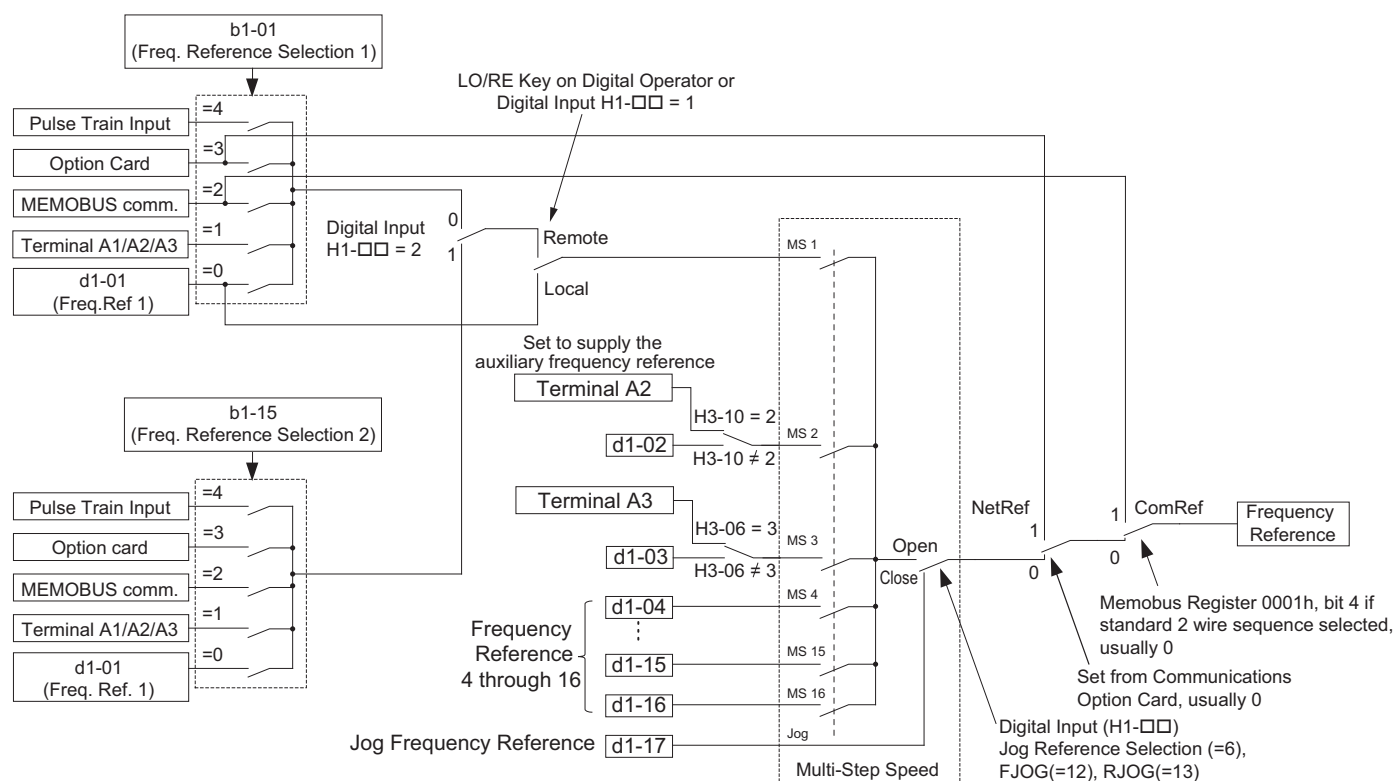 b1-01
(Freq. Reference Selection 1)
LO/RE Key on Digital Operator or
Digital Input H1-□□ = 1
Pulse Train Input
=4
Option Card
=3
MEMOBUS comm.
=2
Terminal A1/A2/A3
=1
d1-01
(Freq.Ref 1)
=0
Digital Input
H1-□□ = 2
0
1
Remote
Local
MS 1
Set to supply the
auxiliary frequency reference
Terminal A2
H3-10 = 2
d1-02
H3-10 ≠ 2
MS 2
b1-15
(Freq. Reference Selection 2)
Pulse Train Input
=4
Option card
=3
MEMOBUS comm.
=2
Terminal A1/A2/A3
=1
d1-01
(Freq. Ref. 1)
=0
Terminal A3
H3-06 = 3
d1-03
H3-06 ≠ 3
MS 3
Frequency
Reference
4 through 16
d1-04
MS 4
d1-15
MS 15
d1-16
MS 16
Jog Frequency Reference
d1-17
Jog
Multi-Step Speed
Open
Close
NetRef
1
0
1
0
ComRef
Frequency
Reference
Memobus Register 0001h, bit 4 if
standard 2 wire sequence selected,
usually 0
Set from Communications
Option Card, usually 0
Digital Input (H1-□□)
Jog Reference Selection (=6),
FJOG(=12), RJOG(=13)